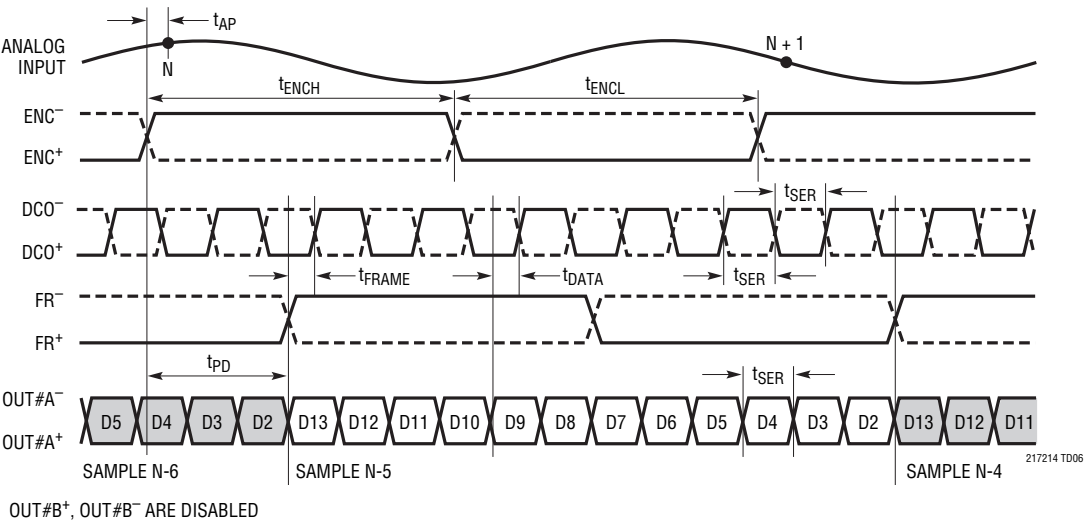 tAP
ANALOG INPUT
N
N + 1
tENCH
tENCL
ENC–
ENC+
tSER
DCO–
DCO+
tFRAME
tDATA
tSER
FR–
FR+
tPD
tSER
OUT#A–
OUT#A+
D5 D4 D3 D2 D13 D12 D11 D10 D9 D8 D7 D6 D5 D4 D3 D2 D13 D12 D11
SAMPLE N-6
SAMPLE N-5
SAMPLE N-4
217214 TD06
OUT#B+, OUT#B– ARE DISABLED